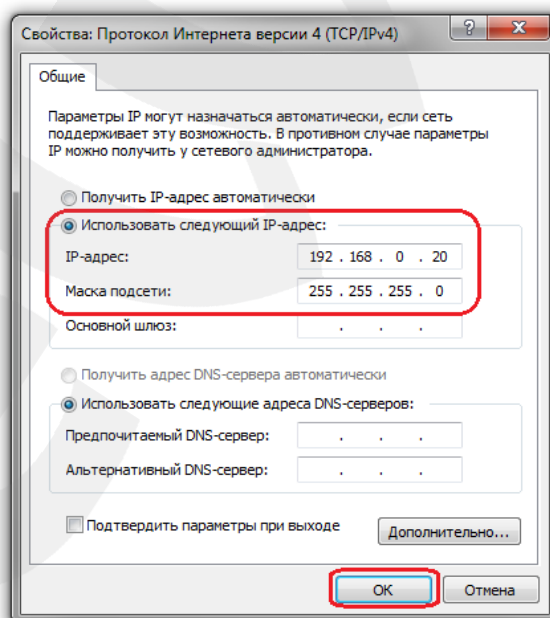 Свойства: Протокол Интернета версии 4 (TCP/IPv4)
?
X
Общие
Параметры IP могут назначаться автоматически, если сеть
поддерживает эту возможность. В противном случае параметры
IP можно получить у сетевого администратора.
Получить IP-адрес автоматически
Использовать следующий IP-адрес:
IP-адрес: 192 . 168 . 0 . 20
Маска подсети: 255 . 255 . 255 . 0
Основной шлюз: . . .
Получить адрес DNS-сервера автоматически
Использовать следующие адреса DNS-серверов:
Предпочитаемый DNS-сервер: . . .
Альтернативный DNS-сервер: . . .
Подтвердить параметры при выходе
Дополнительно...
ОК
Отмена